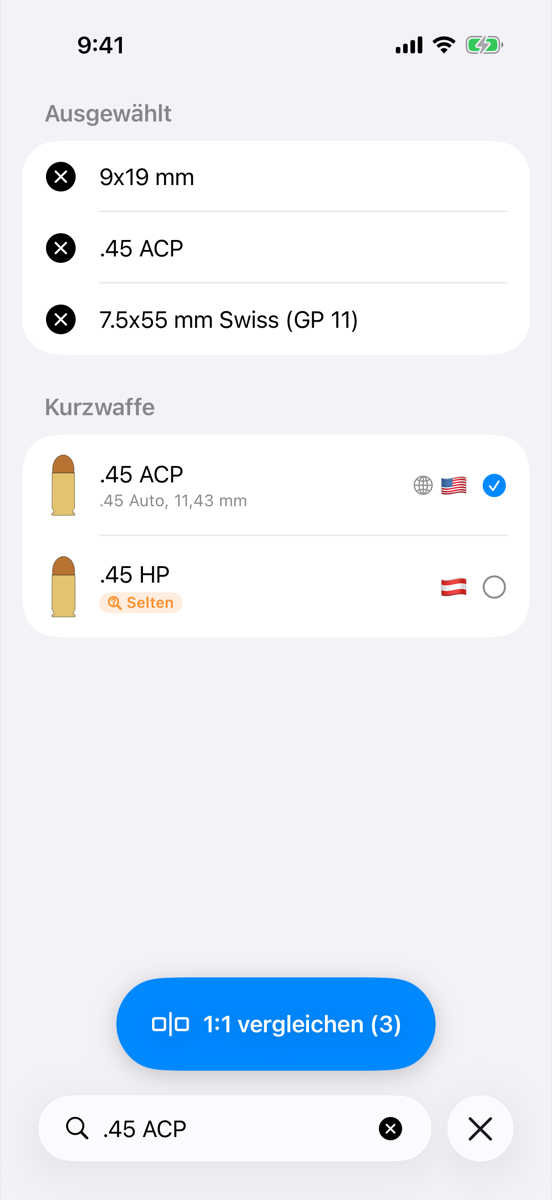 9:41
Ausgewählt
9x19 mm
.45 ACP
7.5x55 mm Swiss (GP 11)
Kurzwaffe
.45 ACP
.45 Auto, 11,43 mm
.45 HP
Selten
1:1 vergleichen (3)
.45 ACP